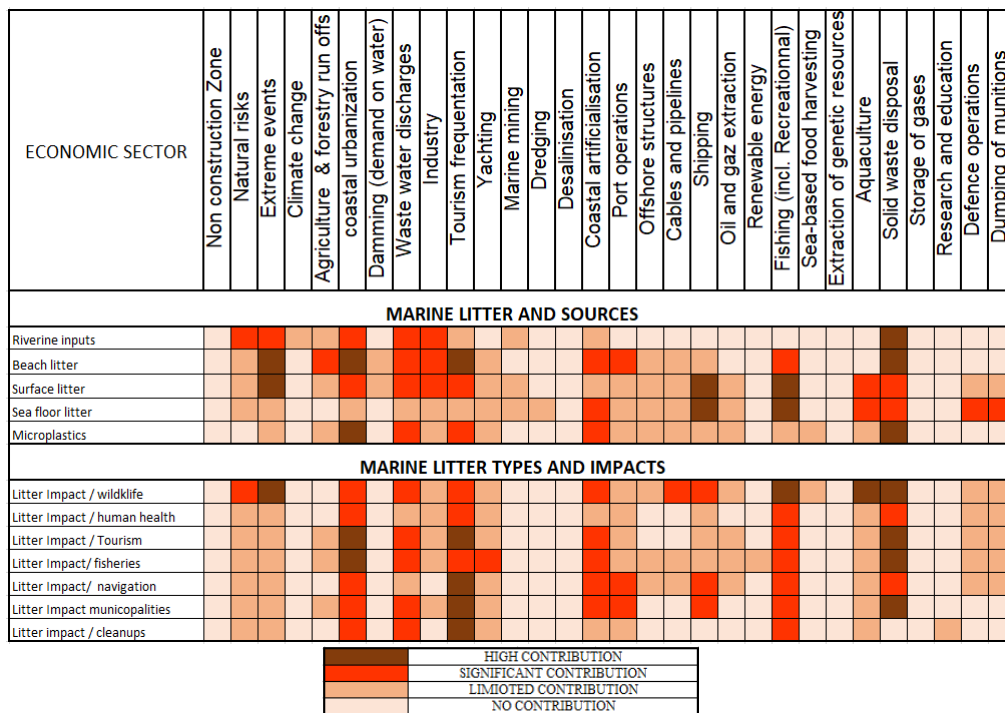 ECONOMIC SECTOR
Non construction Zone
Natural risks
Extreme events
Climate change
Agriculture & forestry run offs
coastal urbanization
Damming (demand on water)
Waste water discharges
Industry
Tourism frequentation
Yachting
Marine mining
Dredging
Desalinisation
Coastal artificialisation
Port operations
Offshore structures
Cables and pipelines
Shipping
Oil and gaz extraction
Renewable energy
Fishing (incl. Recreationnal)
Sea-based food harvesting
Extraction of genetic resources
Aquaculture
Solid waste disposal
Storage of gases
Research and education
Defence operations
Dumping of munitions
MARINE LITTER AND SOURCES
Riverine inputs
Beach litter
Surface litter
Sea floor litter
Microplastics
MARINE LITTER TYPES AND IMPACTS
Litter Impact / wildklife
Litter Impact / human health
Litter Impact / Tourism
Litter Impact/ fisheries
Litter Impact/ navigation
Litter Impact municopalities
Litter impact / cleanups
HIGH CONTRIBUTION
SIGNIFICANT CONTRIBUTION
LIMIOTED CONTRIBUTION
NO CONTRIBUTION